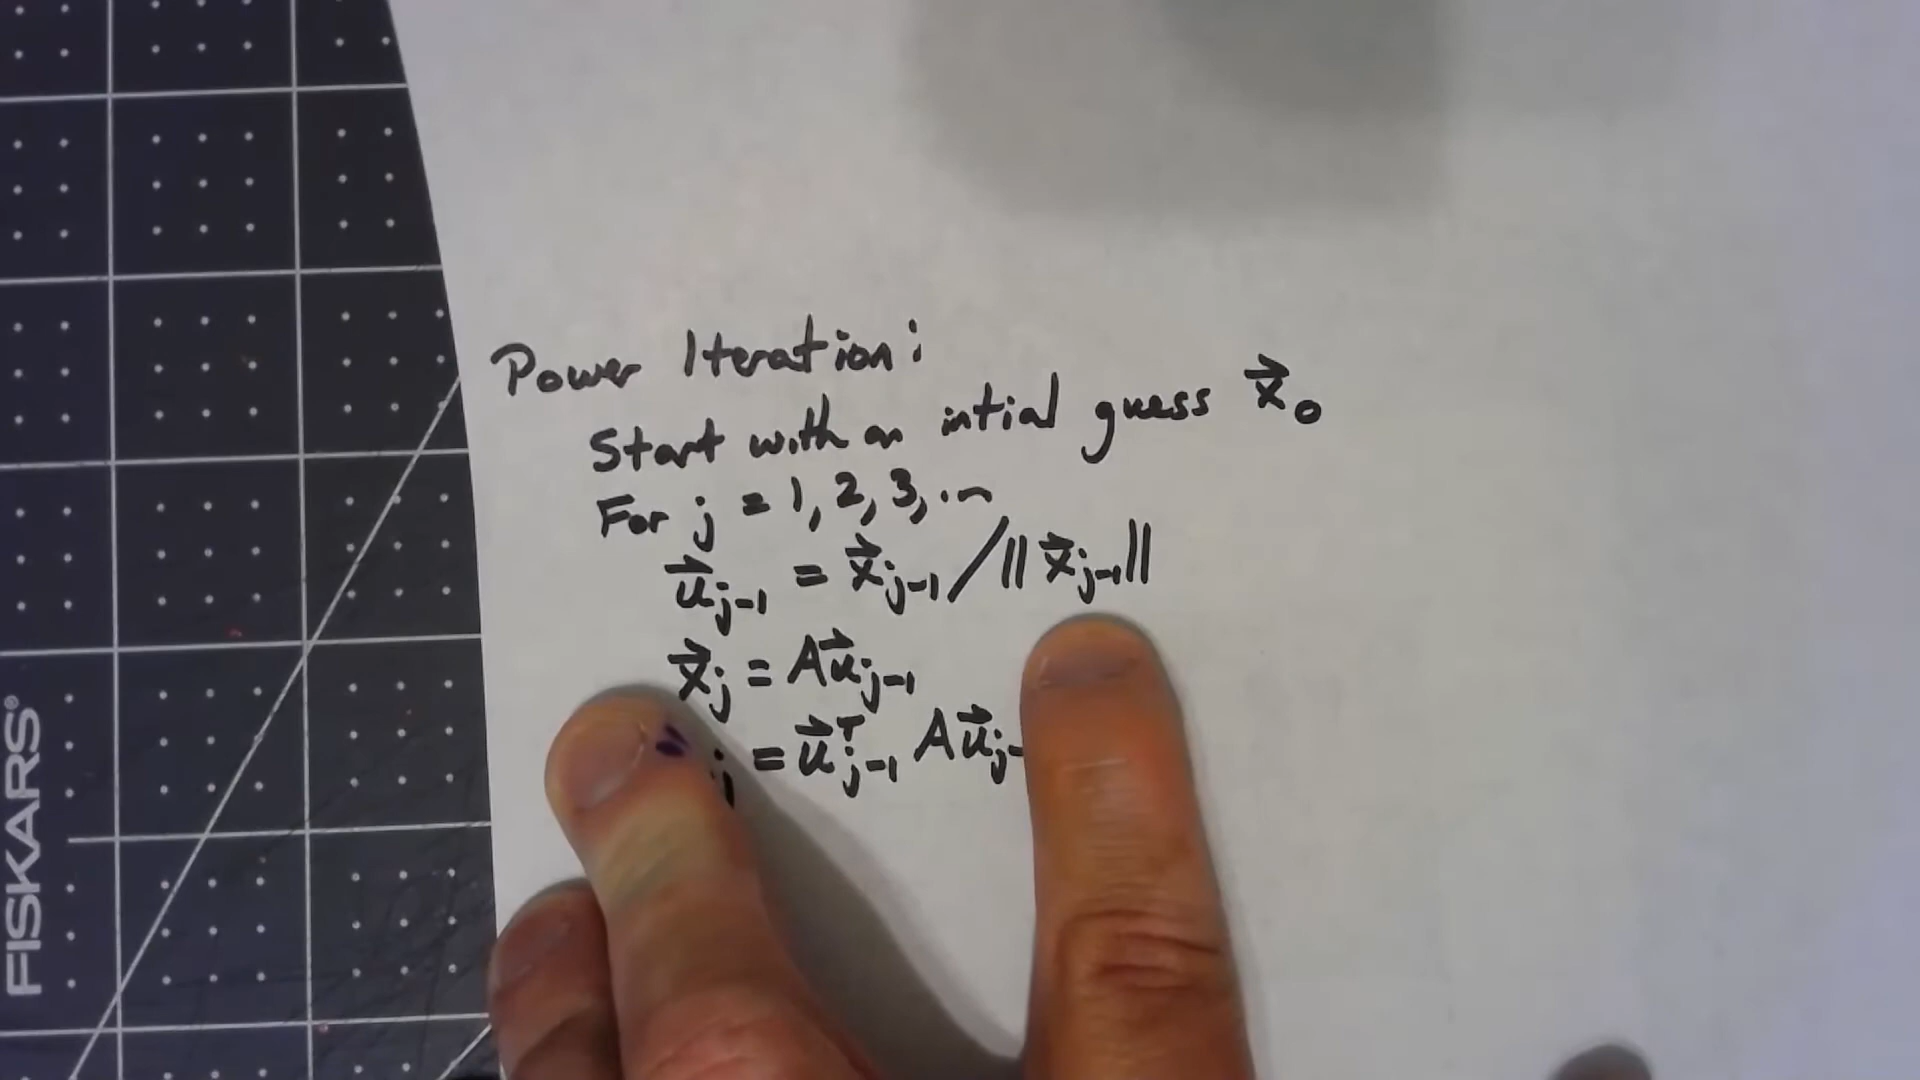 Power Iteration:
Start with an intial guess x⃗₀
For j = 1, 2, 3, ...
u⃗ⱼ₋₁ = x⃗ⱼ₋₁ / ‖x⃗ⱼ₋₁‖
x⃗ⱼ = Au⃗ⱼ₋₁
ⱼ = u⃗ᵀⱼ₋₁ Au⃗ⱼ₋
FISKARS®